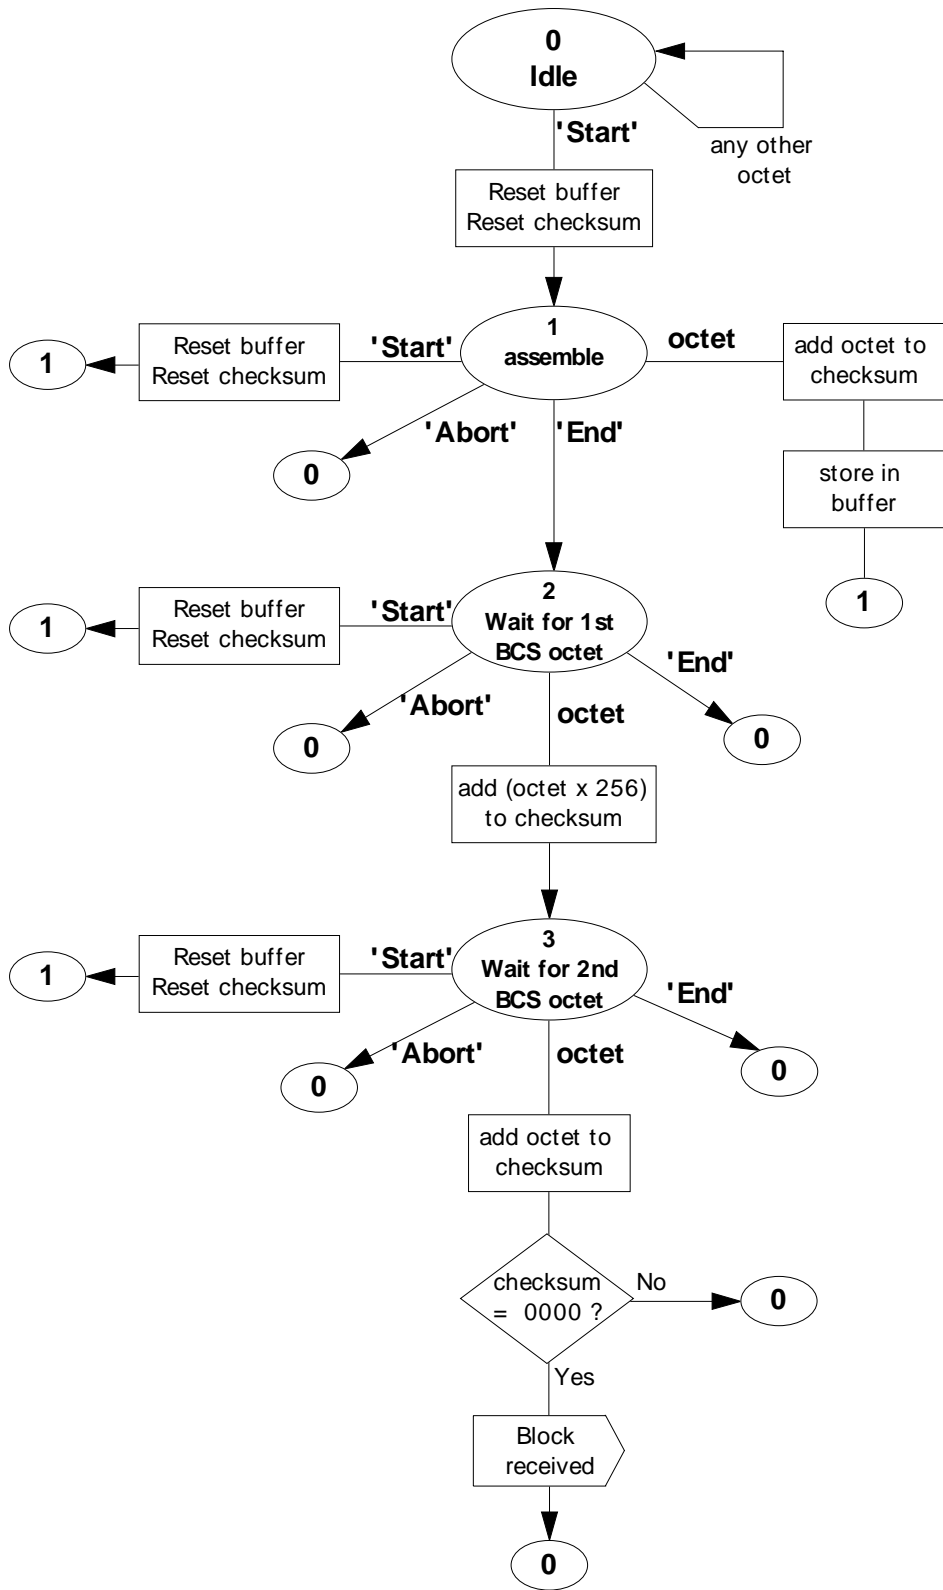 0
Idle
'Start'
any other
octet
Reset buffer
Reset checksum
1
assemble
'Start'
Reset buffer
Reset checksum
1
octet
add octet to
checksum
'Abort'
'End'
0
store in
buffer
1
2
Wait for 1st
BCS octet
'Start'
Reset buffer
Reset checksum
1
'End'
'Abort'
octet
0
0
add (octet x 256)
to checksum
3
Wait for 2nd
BCS octet
'Start'
Reset buffer
Reset checksum
1
'End'
'Abort'
octet
0
0
add octet to
checksum
checksum
= 0000 ?
No
0
Yes
Block
received
0